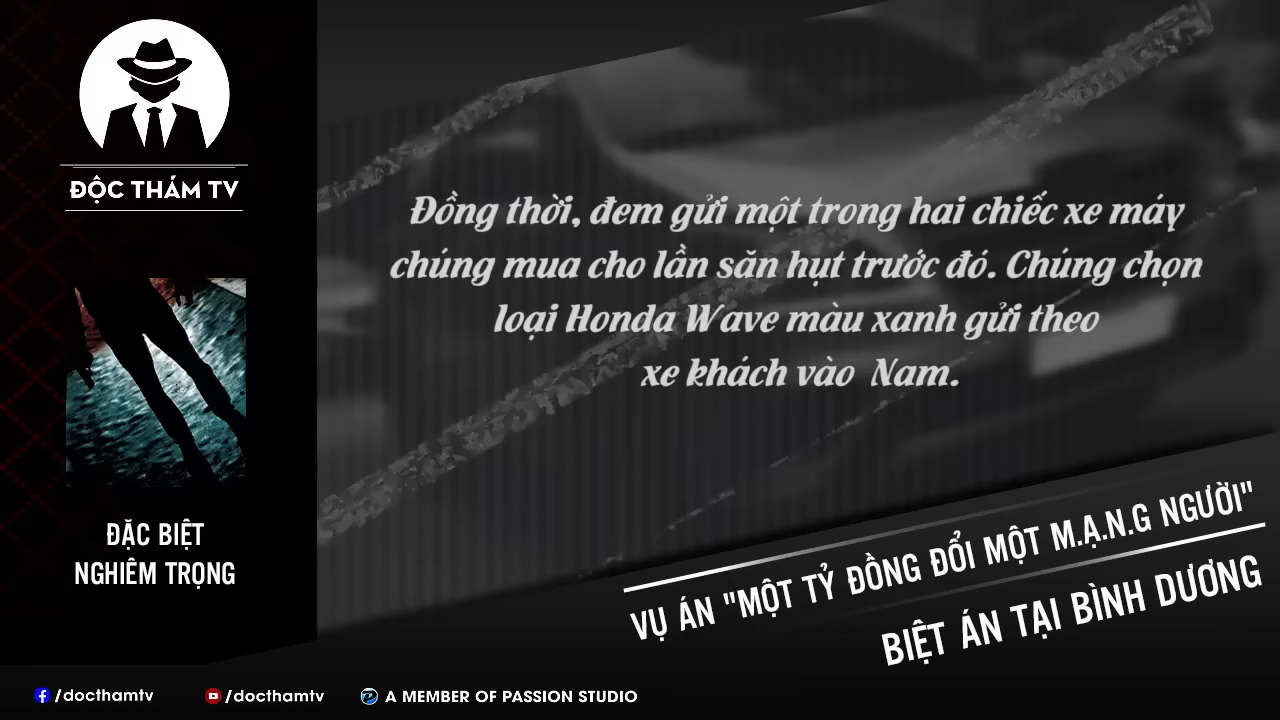 ĐỘC THÁM TV
ĐẶC BIỆT
NGHIÊM TRỌNG
Đồng thời, đem gửi một trong hai chiếc xe máy
chúng mua cho lần săn hụt trước đó. Chúng chọn
loại Honda Wave màu xanh gửi theo
xe khách vào Nam.
VỤ ÁN "MỘT TỶ ĐỒNG ĐỔI MỘT M.Ạ.N.G NGƯỜI"
BIỆT ÁN TẠI BÌNH DƯƠNG
/docthamtv
/docthamtv
A MEMBER OF PASSION STUDIO